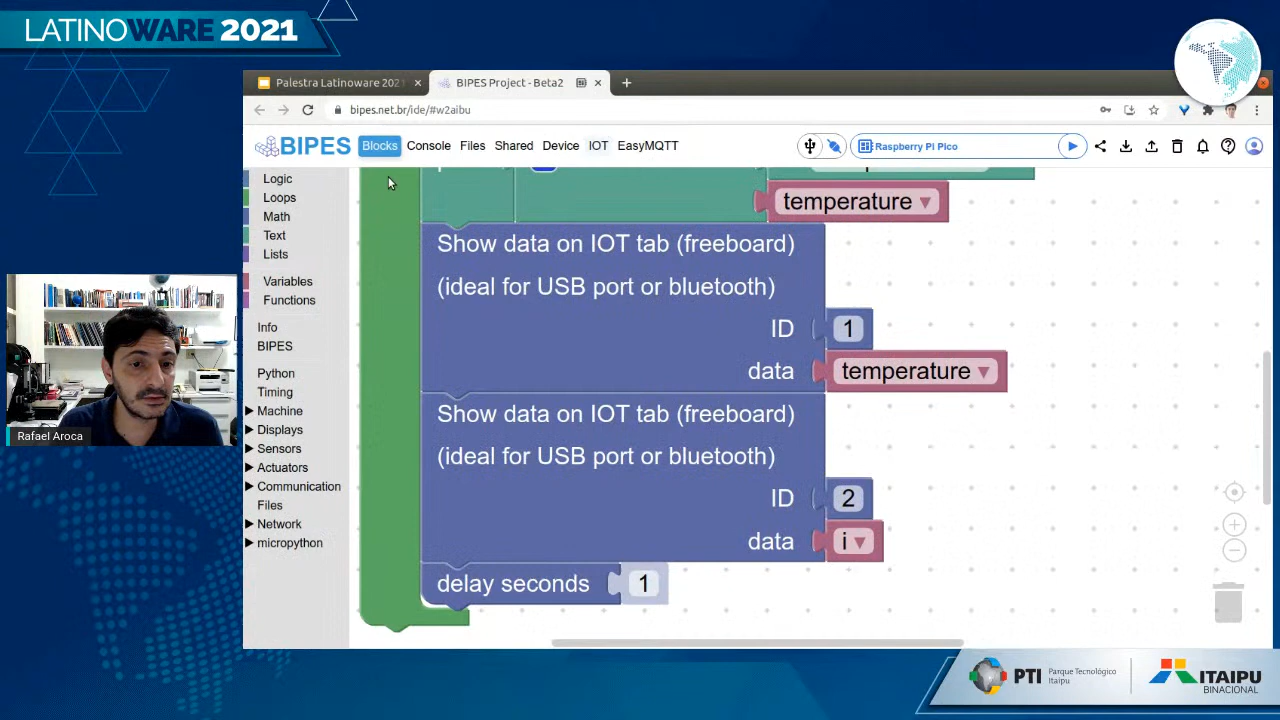 LATINOWARE 2021
Palestra Latinoware 2021
BIPES Project - Beta2
bipes.net.br/ide/#w2aibu
BIPES
Blocks
Console
Files
Shared
Device
IOT
EasyMQTT
Raspberry Pi Pico
Logic
Loops
Math
Text
Lists
Variables
Functions
Info
BIPES
Python
Timing
Machine
Displays
Sensors
Actuators
Communication
Files
Network
micropython
temperature
Show data on IOT tab (freeboard)
(ideal for USB port or bluetooth)
ID 1
data temperature
Show data on IOT tab (freeboard)
(ideal for USB port or bluetooth)
ID 2
data i
delay seconds 1
Rafael Aroca
PTI Parque Tecnológico
Itaipu
ITAIPU
BINACIONAL